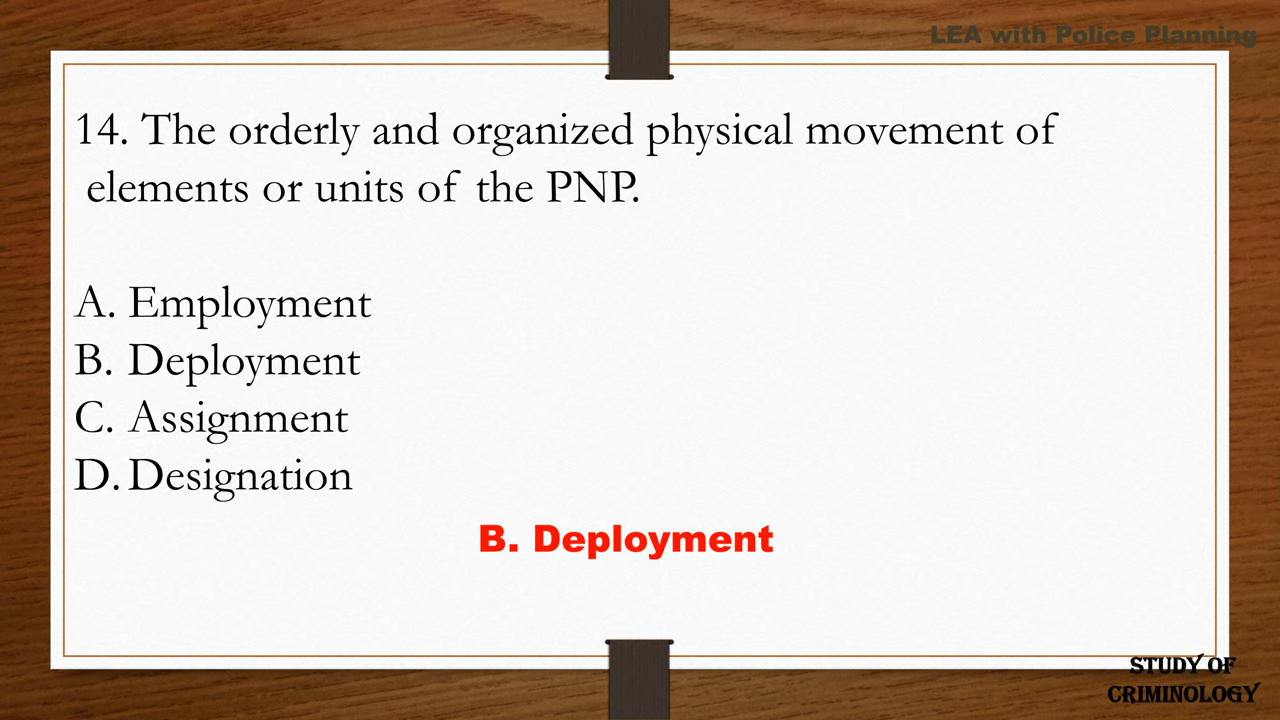 LEA with Police Planning
14. The orderly and organized physical movement of
elements or units of the PNP.
A. Employment
B. Deployment
C. Assignment
D. Designation
B. Deployment
STUDY OF
CRIMINOLOGY